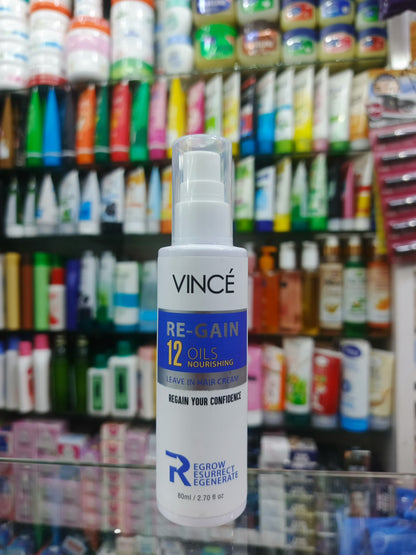 VINCÉ
RE-GAIN
12 OILS
NOURISHING
LEAVE IN HAIR CREAM
REGAIN YOUR CONFIDENCE
R EGROW
ESURRECT
EGENERATE
80ml / 2.70 fl oz